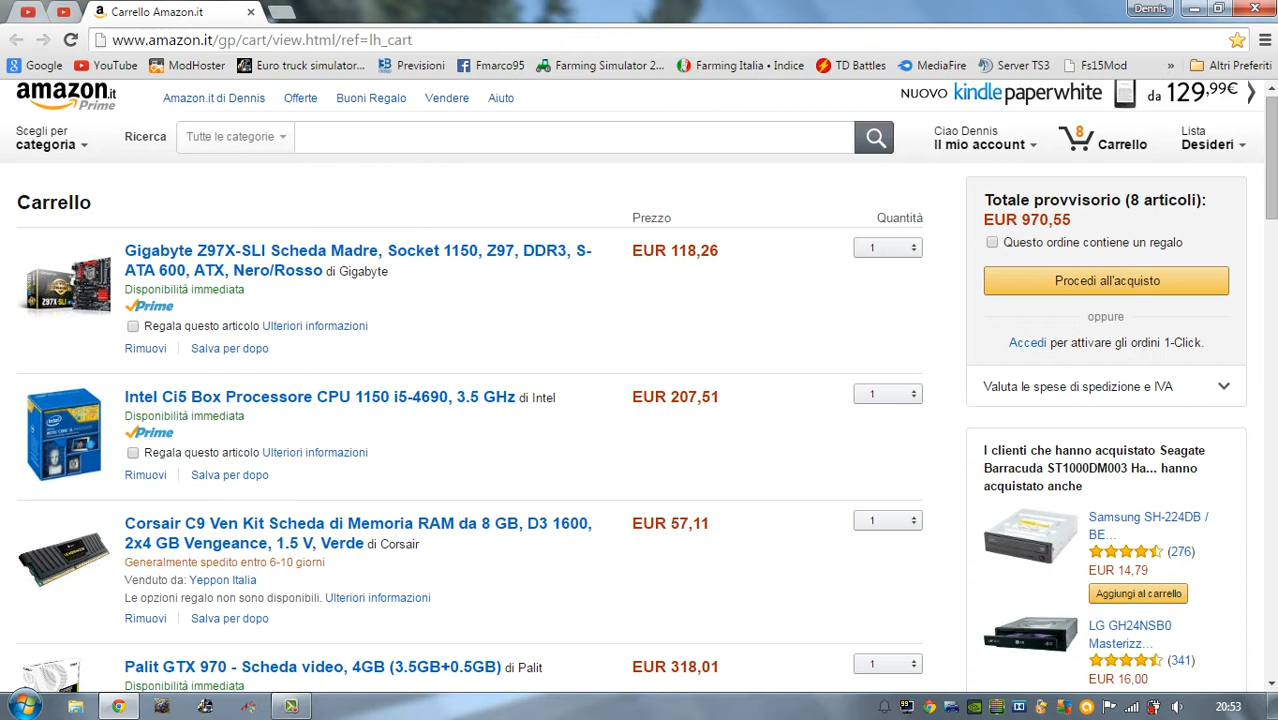 Carrello Amazon.it
Dennis
www.amazon.it/gp/cart/view.html/ref=lh_cart
Google YouTube ModHoster Euro truck simulator... Previsioni Fmarco95 Farming Simulator 2... Farming Italia • Indice TD Battles MediaFire Server TS3 Fs15Mod » Altri Preferiti
amazon.it
Prime
Amazon.it di Dennis Offerte Buoni Regalo Vendere Aiuto
NUOVO kindle paperwhite da 129,99€
Scegli per
categoria
Ricerca Tutte le categorie
Ciao Dennis
Il mio account
8
Carrello
Lista
Desideri
Carrello
Prezzo Quantità
Gigabyte Z97X-SLI Scheda Madre, Socket 1150, Z97, DDR3, S-
ATA 600, ATX, Nero/Rosso di Gigabyte
EUR 118,26 1
Disponibilità immediata
Prime
Regala questo articolo Ulteriori informazioni
Rimuovi Salva per dopo
Z97X-SLI
Intel Ci5 Box Processore CPU 1150 i5-4690, 3.5 GHz di Intel
EUR 207,51 1
Disponibilità immediata
Prime
Regala questo articolo Ulteriori informazioni
Rimuovi Salva per dopo
Corsair C9 Ven Kit Scheda di Memoria RAM da 8 GB, D3 1600,
2x4 GB Vengeance, 1.5 V, Verde di Corsair
EUR 57,11 1
Generalmente spedito entro 6-10 giorni
Venduto da: Yeppon Italia
Le opzioni regalo non sono disponibili. Ulteriori informazioni
Rimuovi Salva per dopo
Palit GTX 970 - Scheda video, 4GB (3.5GB+0.5GB) di Palit
EUR 318,01 1
Disponibilità immediata
Totale provvisorio (8 articoli):
EUR 970,55
Questo ordine contiene un regalo
Procedi all'acquisto
oppure
Accedi per attivare gli ordini 1-Click.
Valuta le spese di spedizione e IVA
I clienti che hanno acquistato Seagate
Barracuda ST1000DM003 Ha... hanno
acquistato anche
Samsung SH-224DB /
BE...
(276)
EUR 14,79
Aggiungi al carrello
LG GH24NSB0
Masterizz...
(341)
EUR 16,00
20:53